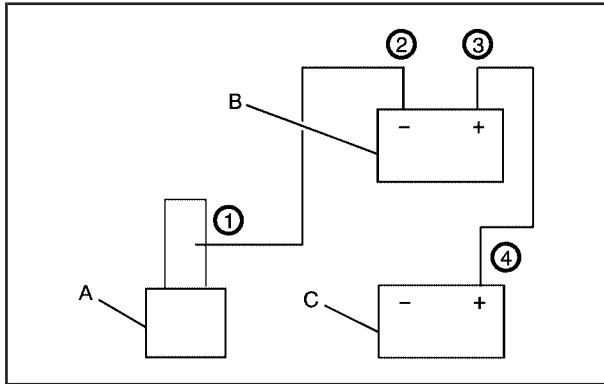 ② ③
B
− +
①
④
A
C
− +